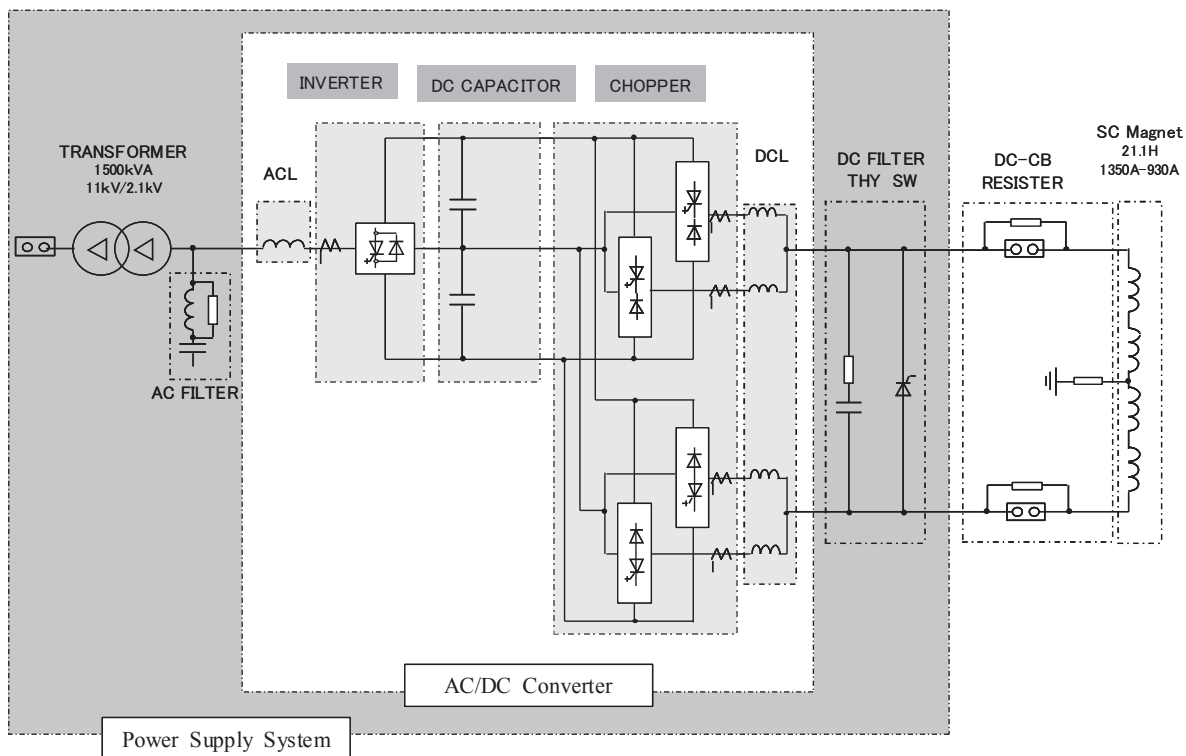 INVERTER
DC CAPACITOR
CHOPPER
TRANSFORMER
1500kVA
11kV/2.1kV
ACL
DCL
DC FILTER
THY SW
DC-CB
RESISTER
SC Magnet
21.1H
1350A-930A
AC FILTER
AC/DC Converter
Power Supply System